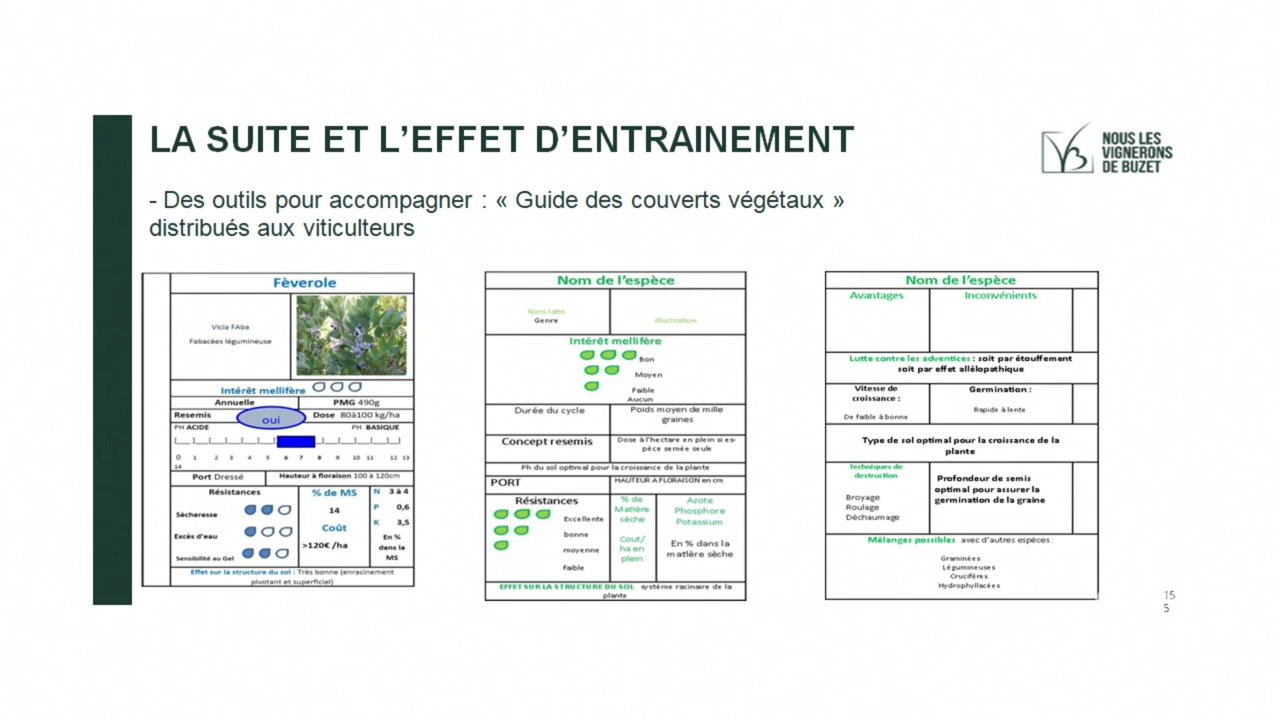 LA SUITE ET L’EFFET D’ENTRAINEMENT
NOUS LES
VIGNERONS
DE BUZET
- Des outils pour accompagner : « Guide des couverts végétaux »
distribués aux viticulteurs
Fèverole
Vicia FAba
Fabacées légumineuse
Intérêt mellifère
Annuelle PMG 490g
Resemis oui Dose 80à100 kg/ha
PH ACIDE PH BASIQUE
0 1 2 3 4 5 6 7 8 9 10 11 12 13
14
Port Dressé Hauteur à floraison 100 à 120cm
Résistances
Sècheresse
Excès d’eau
Sensibilité au Gel
% de MS
14
Coût
>120€ /ha
N 3 à 4
P 0,6
K 3,5
En %
dans la
MS
Effet sur la structure du sol : Très bonne (enracinement
pivotant et superficiel)
Nom de l’espèce
Nom latin
Genre
illustration
Intérêt mellifère
Bon
Moyen
Faible
Aucun
Durée du cycle
Poids moyen de mille
graines
Concept resemis
Dose à l’hectare en plein si es-
pèce semée seule
Ph du sol optimal pour la croissance de la plante
PORT HAUTEUR A FLORAISON en cm
Résistances
Excellente
bonne
moyenne
faible
% de
Matière
sèche
Cout/
ha en
plein
Azote
Phosphore
Potassium
En % dans la
matière sèche
EFFET SUR LA STRUCTURE DU SOL système racinaire de la
plante
Nom de l’espèce
Avantages Inconvénients
Lutte contre les adventices : soit par étouffement
soit par effet allélopathique
Vitesse de
croissance :
De faible à bonne
Germination :
Rapide à lente
Type de sol optimal pour la croissance de la
plante
Techniques de
destruction
Broyage
Roulage
Déchaumage
Profondeur de semis
optimal pour assurer la
germination de la graine
Mélanges possibles avec d’autres espèces :
Graminées
Légumineuses
Crucifères
Hydrophyllacées
15
5